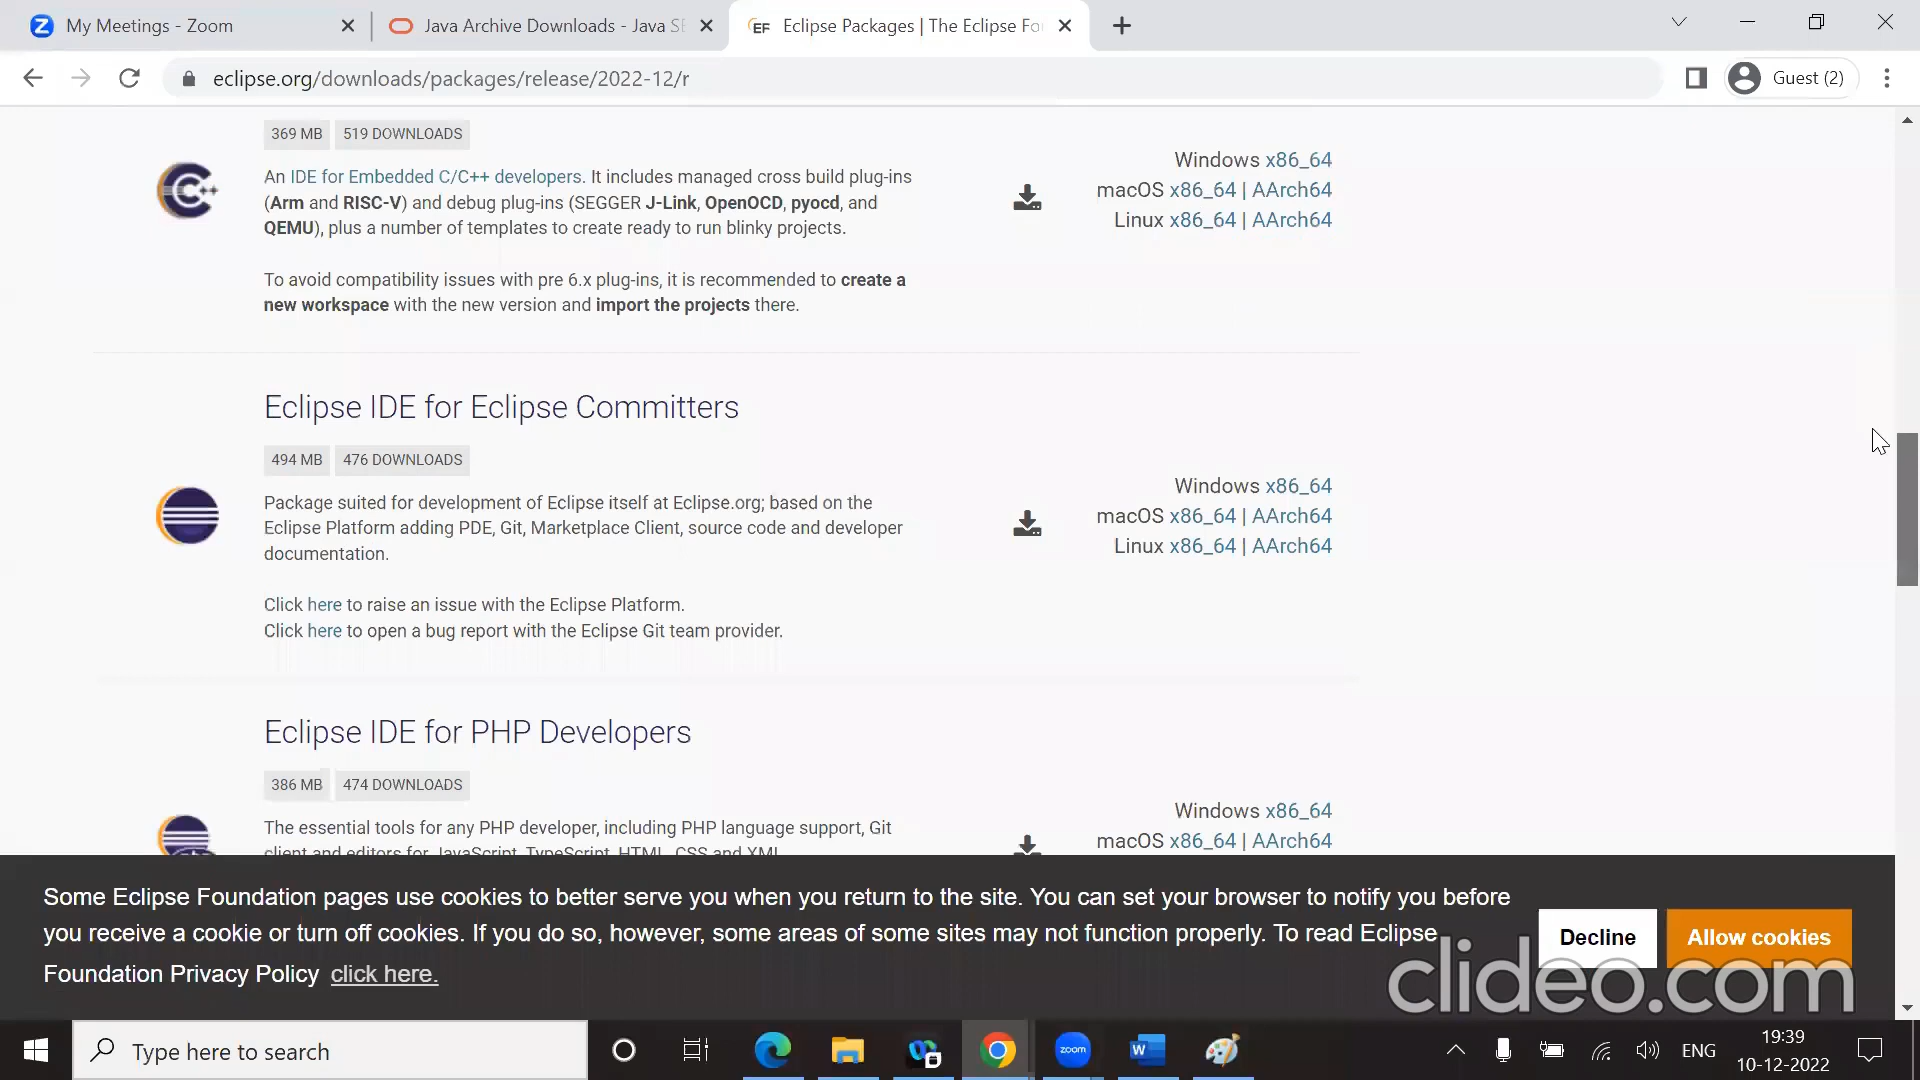 My Meetings - Zoom
Java Archive Downloads - Java SE
EF Eclipse Packages | The Eclipse Fo
eclipse.org/downloads/packages/release/2022-12/r
Guest (2)
369 MB 519 DOWNLOADS
An IDE for Embedded C/C++ developers. It includes managed cross build plug-ins
(Arm and RISC-V) and debug plug-ins (SEGGER J-Link, OpenOCD, pyocd, and
QEMU), plus a number of templates to create ready to run blinky projects.
To avoid compatibility issues with pre 6.x plug-ins, it is recommended to create a
new workspace with the new version and import the projects there.
Windows x86_64
macOS x86_64 | AArch64
Linux x86_64 | AArch64
Eclipse IDE for Eclipse Committers
494 MB 476 DOWNLOADS
Package suited for development of Eclipse itself at Eclipse.org; based on the
Eclipse Platform adding PDE, Git, Marketplace Client, source code and developer
documentation.
Click here to raise an issue with the Eclipse Platform.
Click here to open a bug report with the Eclipse Git team provider.
Windows x86_64
macOS x86_64 | AArch64
Linux x86_64 | AArch64
Eclipse IDE for PHP Developers
386 MB 474 DOWNLOADS
The essential tools for any PHP developer, including PHP language support, Git
client and editors for JavaScript, TypeScript, HTML, CSS and XML
Windows x86_64
macOS x86_64 | AArch64
Some Eclipse Foundation pages use cookies to better serve you when you return to the site. You can set your browser to notify you before
you receive a cookie or turn off cookies. If you do so, however, some areas of some sites may not function properly. To read Eclipse
Foundation Privacy Policy click here.
Decline
Allow cookies
clideo.com
Type here to search
zoom
W
ENG
19:39
10-12-2022